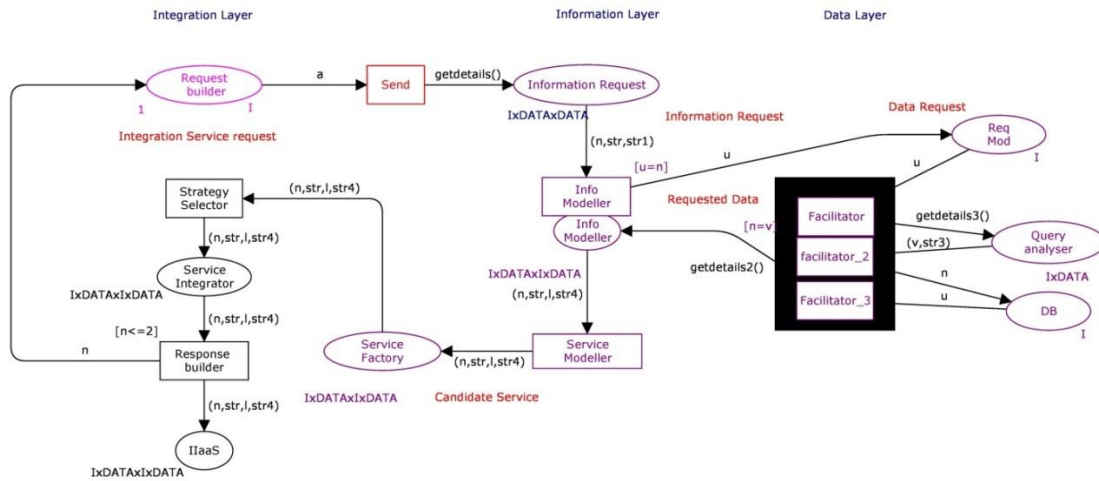 Integration Layer
Information Layer
Data Layer
Request
builder
1
I
a
Send
getdetails()
Information Request
IxDATAxDATA
Integration Service request
Information Request
Data Request
(n,str,str1)
[u=n]
u
Req
Mod
I
u
Strategy
Selector
(n,str,l,str4)
Info
Modeller
Requested Data
Info
Modeller
[n=v]
getdetails2()
Facilitator
facilitator_2
Facilitator_3
getdetails3()
(v,str3)
Query
analyser
IxDATA
n
u
DB
I
(n,str,l,str4)
Service
Integrator
IxDATAxIxDATA
IxDATAxIxDATA
(n,str,l,str4)
(n,str,l,str4)
[n<=2]
n
Response
builder
Service
Factory
(n,str,l,str4)
Service
Modeller
IxDATAxIxDATA
Candidate Service
(n,str,l,str4)
IIaaS
IxDATAxIxDATA